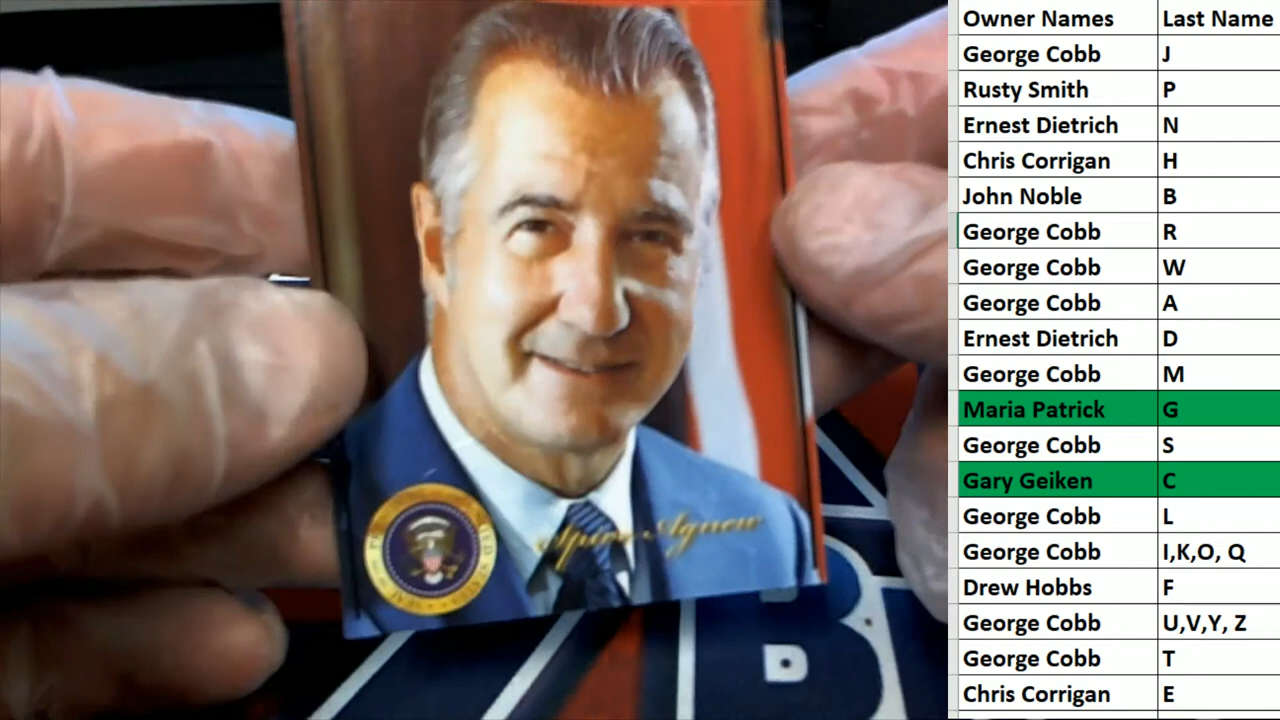 Spiro Agnew
B
Owner Names Last Name
George Cobb J
Rusty Smith P
Ernest Dietrich N
Chris Corrigan H
John Noble B
George Cobb R
George Cobb W
George Cobb A
Ernest Dietrich D
George Cobb M
Maria Patrick G
George Cobb S
Gary Geiken C
George Cobb L
George Cobb I,K,O, Q
Drew Hobbs F
George Cobb U,V,Y, Z
George Cobb T
Chris Corrigan E